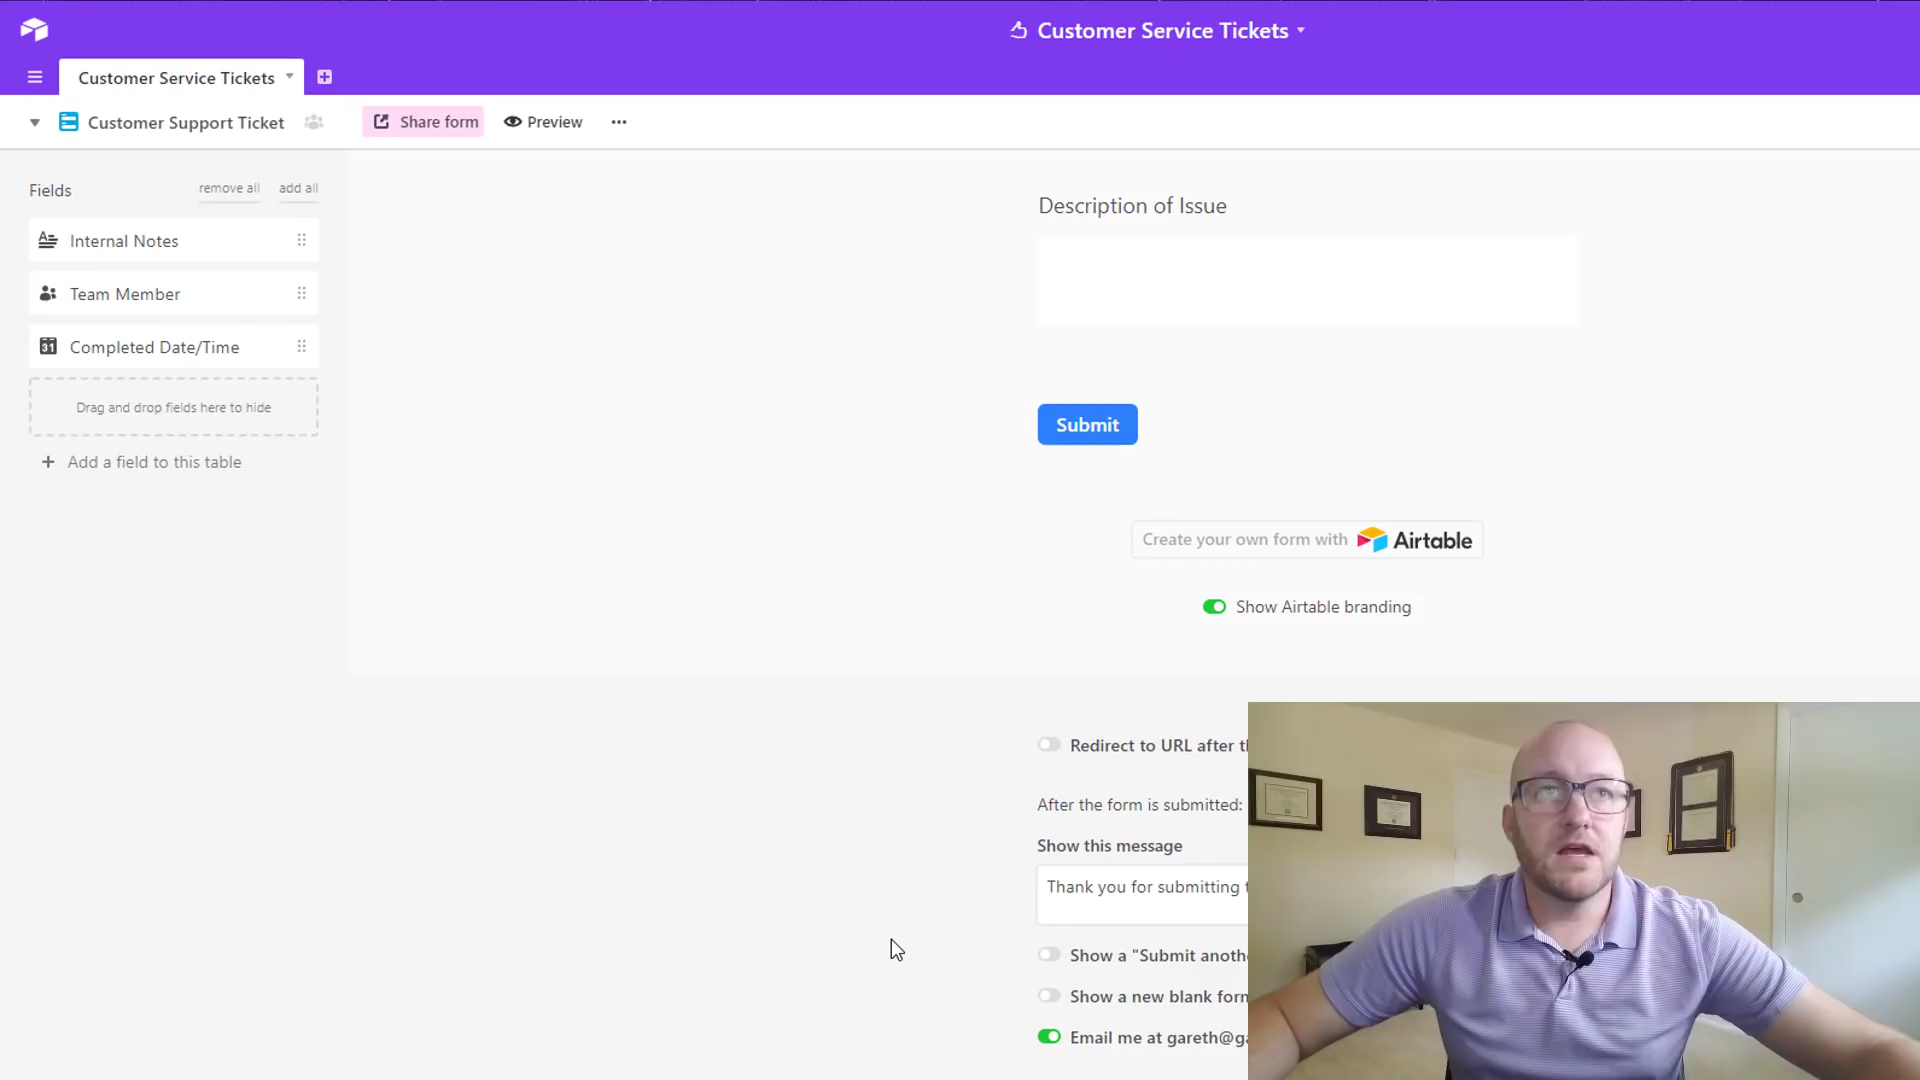 Customer Service Tickets
Customer Service Tickets
Customer Support Ticket
Share form
Preview
Fields
remove all
add all
Internal Notes
Team Member
31 Completed Date/Time
Drag and drop fields here to hide
+ Add a field to this table
Description of Issue
Submit
Create your own form with Airtable
Show Airtable branding
Redirect to URL after
After the form is submitted:
Show this message
Thank you for submitting
Show a "Submit anoth
Show a new blank form
Email me at gareth@ga